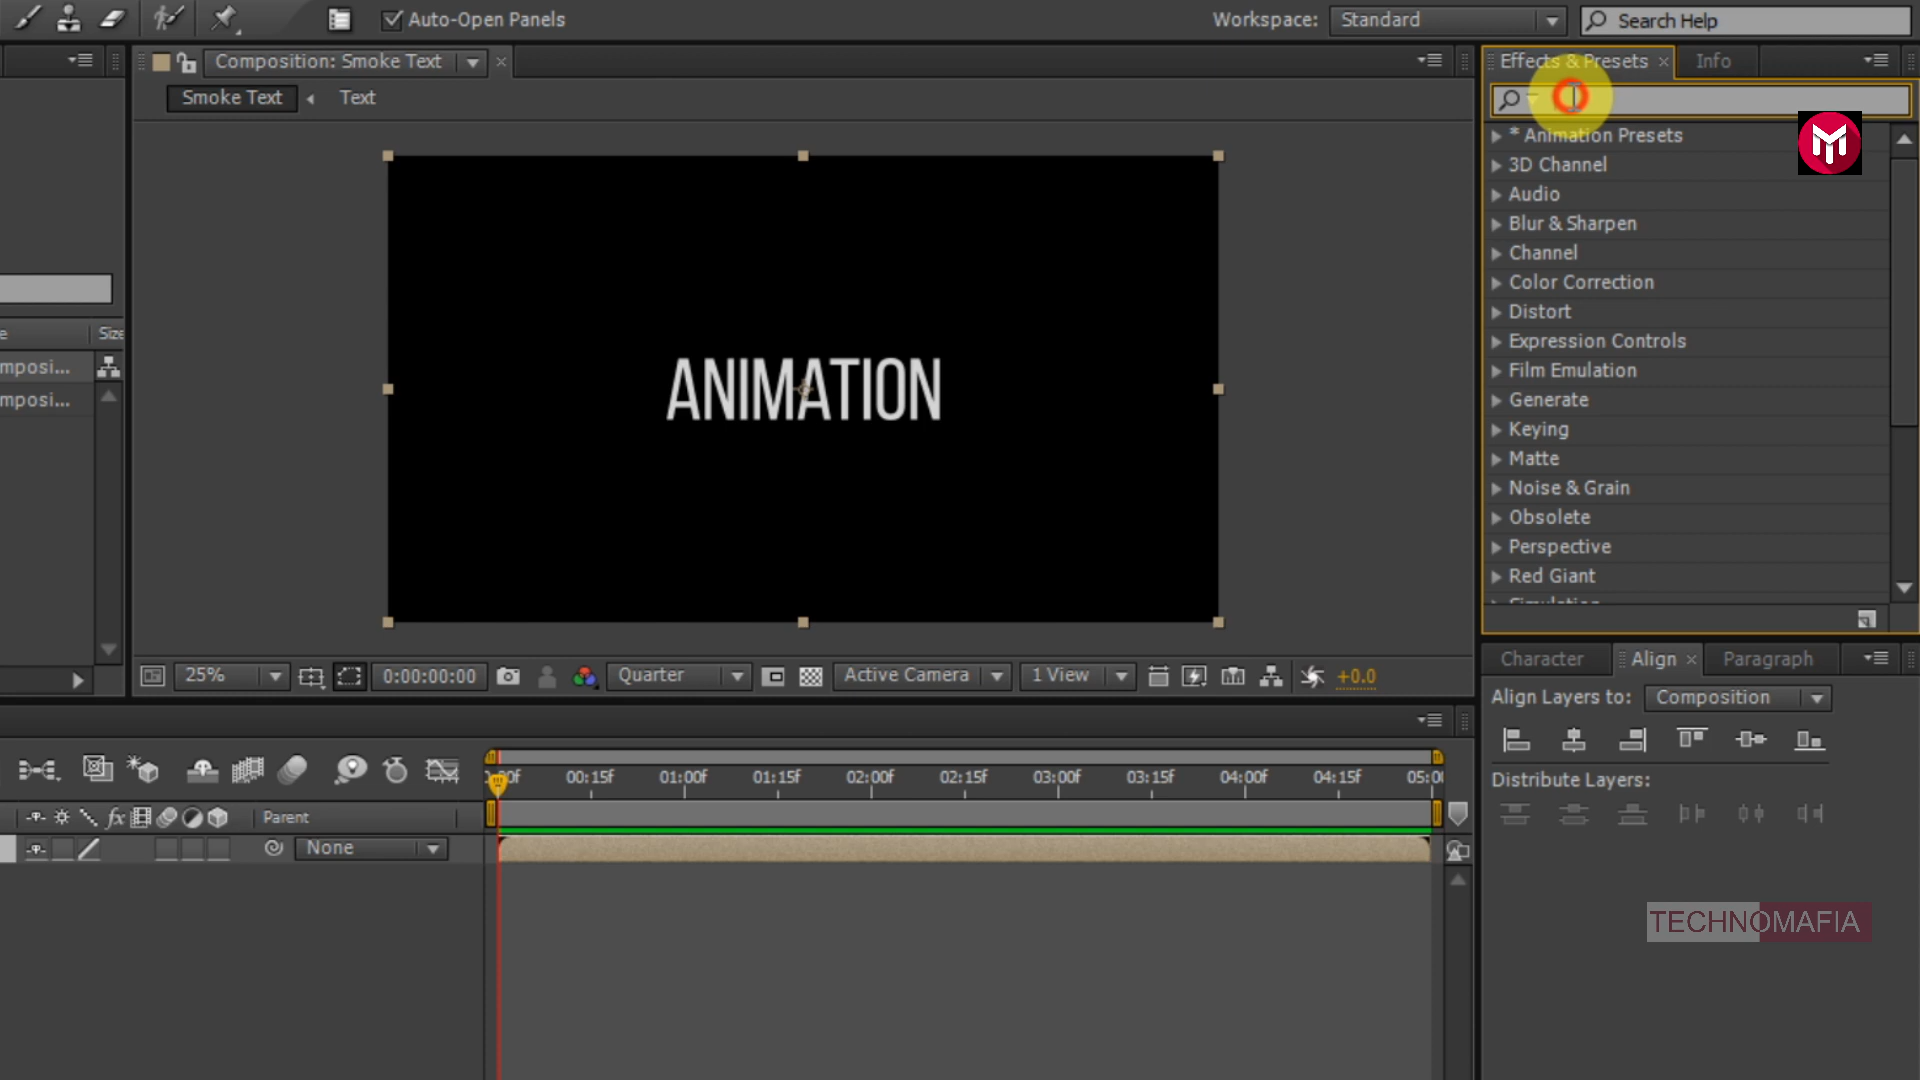 Auto-Open Panels
Workspace: Standard
Search Help
Composition: Smoke Text
Smoke Text
Text
Effects & Presets
Info
* Animation Presets
3D Channel
Audio
Blur & Sharpen
Channel
Color Correction
Distort
Expression Controls
Film Emulation
Generate
Keying
Matte
Noise & Grain
Obsolete
Perspective
Red Giant
Simulation
ANIMATION
e
Size
mposi...
mposi...
25%
0:00:00:00
Quarter
Active Camera
1 View
+0.0
Character
Align
Paragraph
Align Layers to: Composition
Distribute Layers:
00:15f 01:00f 01:15f 02:00f 02:15f 03:00f 03:15f 04:00f 04:15f 05:00
fx
Parent
None
TECHNOMAFIA